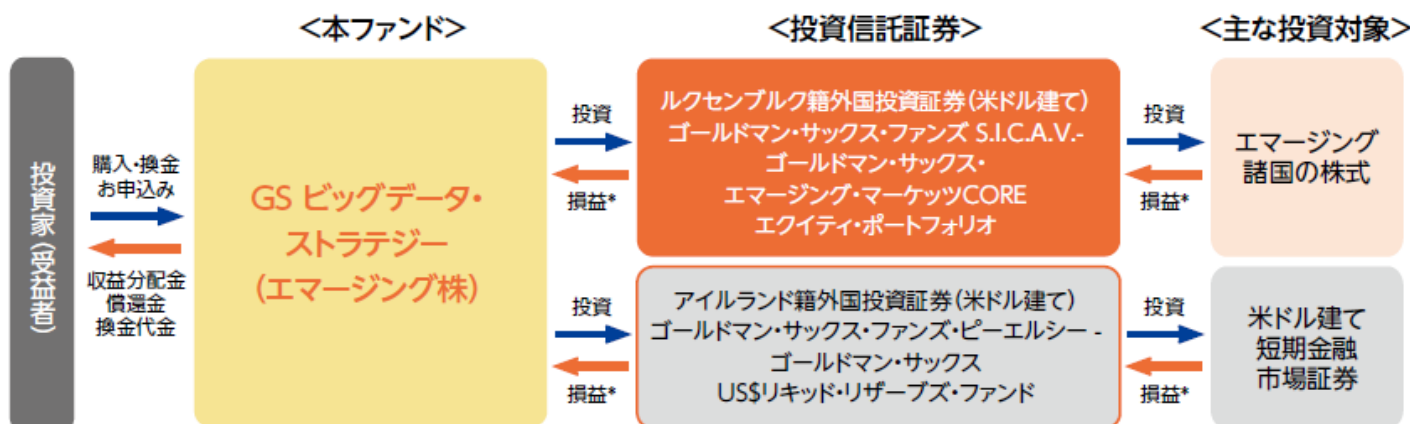 <本ファンド>
<投資信託証券>
<主な投資対象>
投資家(受益者)
購入・換金
お申込み
収益分配金
償還金
換金代金
GS ビッグデータ・
ストラテジー
(エマージング株)
投資
損益*
ルクセンブルク籍外国投資証券(米ドル建て)
ゴールドマン・サックス・ファンズ S.I.C.A.V.-
ゴールドマン・サックス・
エマージング・マーケッツCORE
エクイティ・ポートフォリオ
投資
損益*
エマージング
諸国の株式
投資
損益*
アイルランド籍外国投資証券(米ドル建て)
ゴールドマン・サックス・ファンズ・ピーエルシー -
ゴールドマン・サックス
US$リキッド・リザーブズ・ファンド
投資
損益*
米ドル建て
短期金融
市場証券